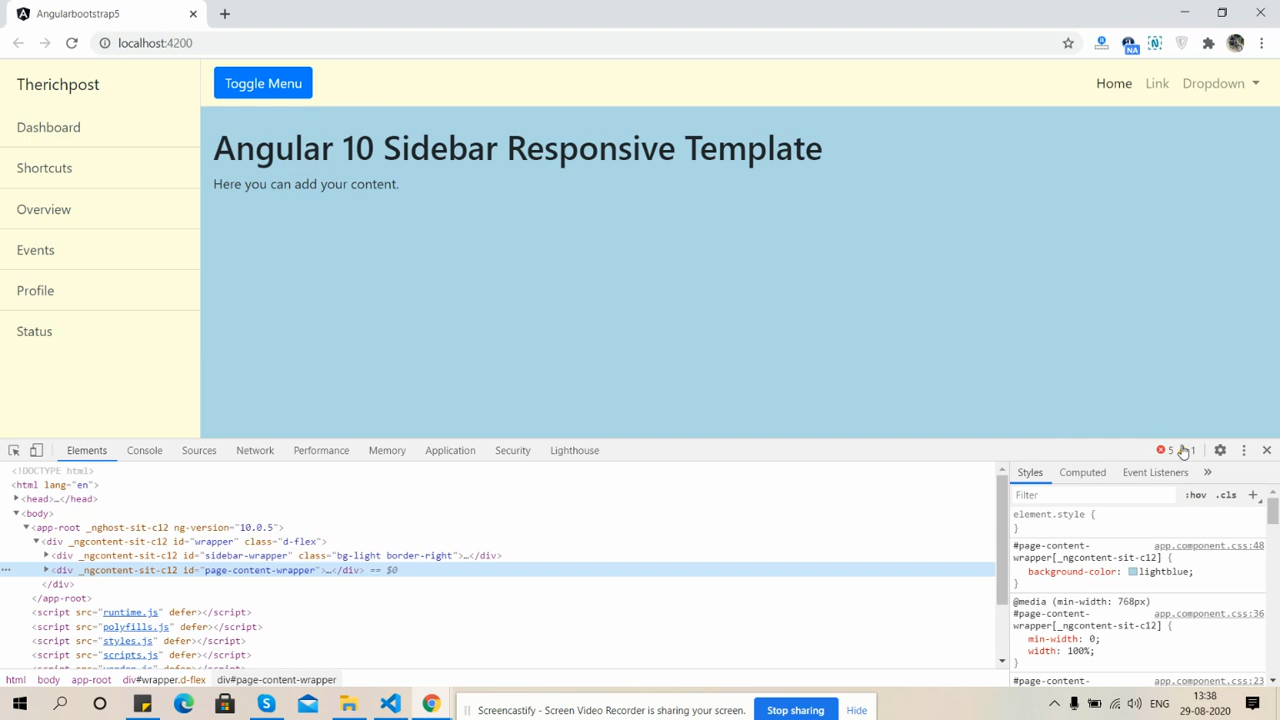 Angularbootstrap5
localhost:4200
NA
Therichpost
Toggle Menu
Home Link Dropdown
Dashboard
Shortcuts
Overview
Events
Profile
Status
Angular 10 Sidebar Responsive Template
Here you can add your content.
Elements Console Sources Network Performance Memory Application Security Lighthouse
5 1
<!DOCTYPE html>
<html lang="en">
<head>…</head>
<body>
<app-root _nghost-sit-c12 ng-version="10.0.5">
<div _ngcontent-sit-c12 id="wrapper" class="d-flex">
<div _ngcontent-sit-c12 id="sidebar-wrapper" class="bg-light border-right">…</div>
<div _ngcontent-sit-c12 id="page-content-wrapper">…</div> == $0
</div>
</app-root>
<script src="runtime.js" defer></script>
<script src="polyfills.js" defer></script>
<script src="styles.js" defer></script>
<script src="scripts.js" defer></script>
html body app-root div#wrapper.d-flex div#page-content-wrapper
Styles Computed Event Listeners »
Filter :hov .cls +
element.style {
}
#page-content- app.component.css:48
wrapper[_ngcontent-sit-c12] {
background-color: lightblue;
}
@media (min-width: 768px)
#page-content- app.component.css:36
wrapper[_ngcontent-sit-c12] {
min-width: 0;
width: 100%;
}
#page-content- app.component.css:23
Screencastify - Screen Video Recorder is sharing your screen. Stop sharing Hide
ENG
13:38
29-08-2020